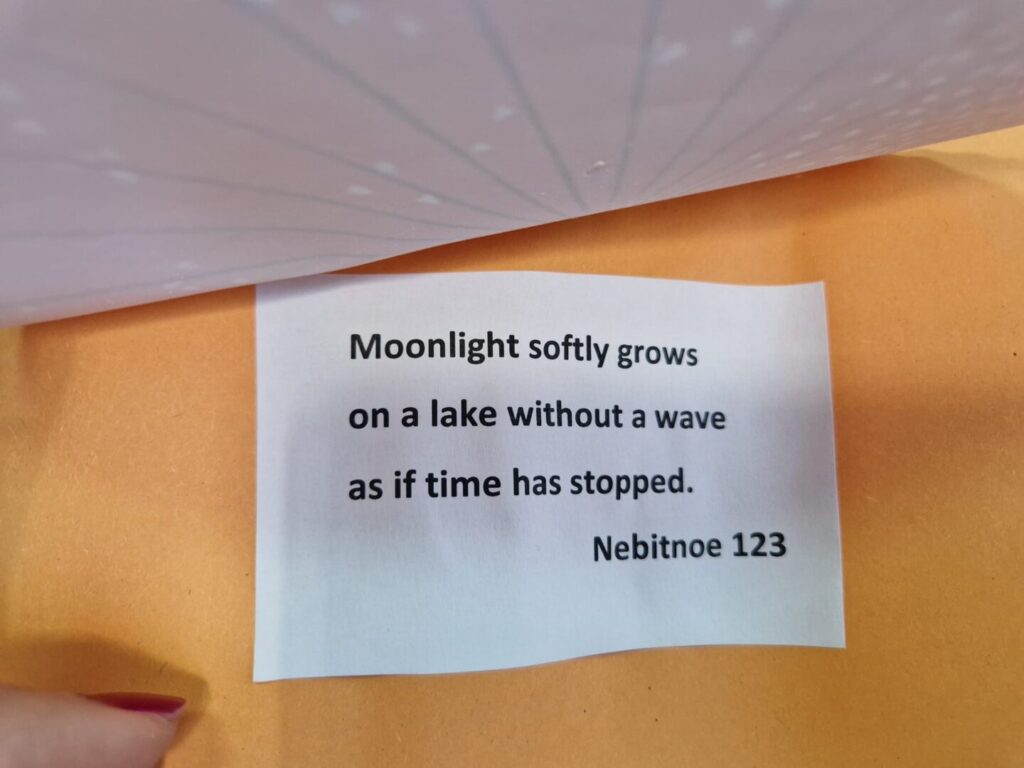 Moonlight softly grows
on a lake without a wave
as if time has stopped.
Nebitnoe 123